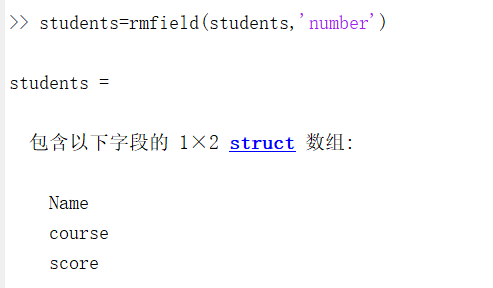 >> students=rmfield(students,'number')
students =
包含以下字段的 1×2 struct 数组:
Name
course
score